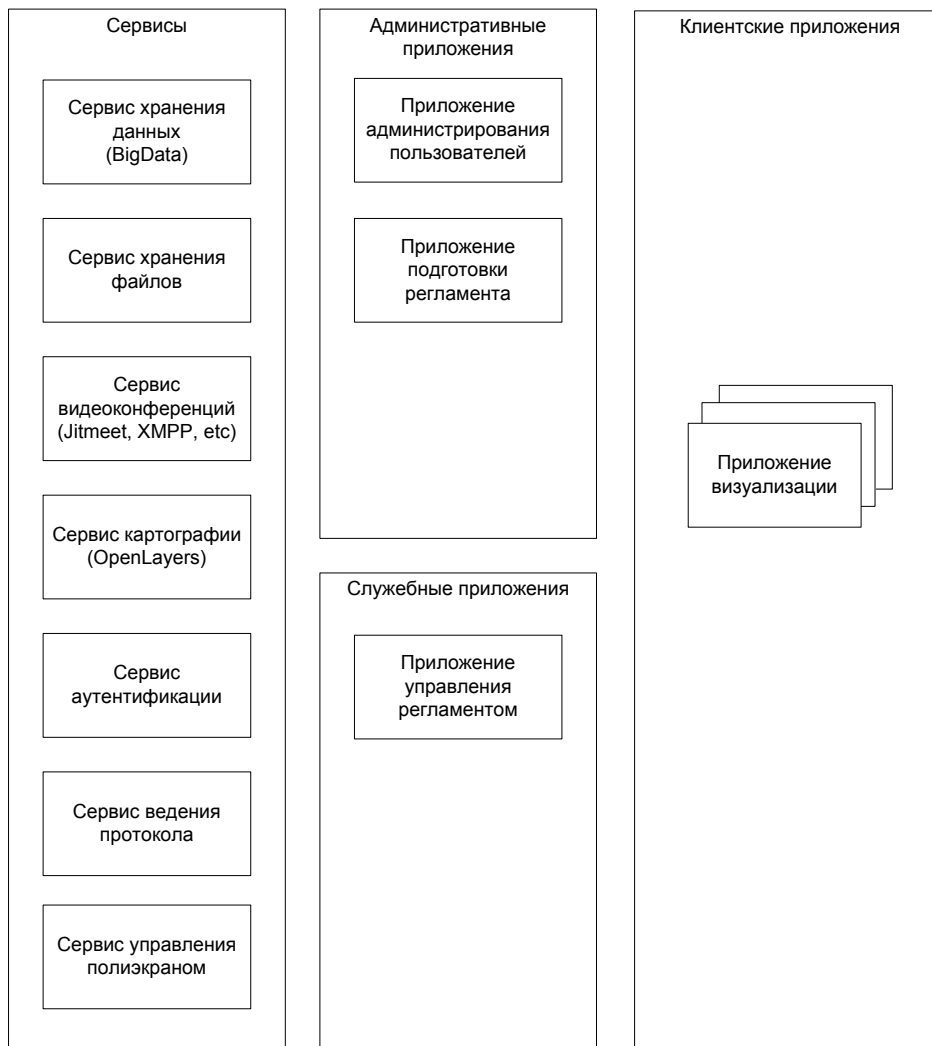 Сервисы
Сервис хранения
данных
(BigData)
Сервис хранения
файлов
Сервис
видеоконференций
(Jitmeet, XMPP, etc)
Сервис картографии
(OpenLayers)
Сервис
аутентификации
Сервис ведения
протокола
Сервис управления
полиэкраном
Административные
приложения
Приложение
администрирования
пользователей
Приложение
подготовки
регламента
Служебные приложения
Приложение
управления
регламентом
Клиентские приложения
Приложение
визуализации